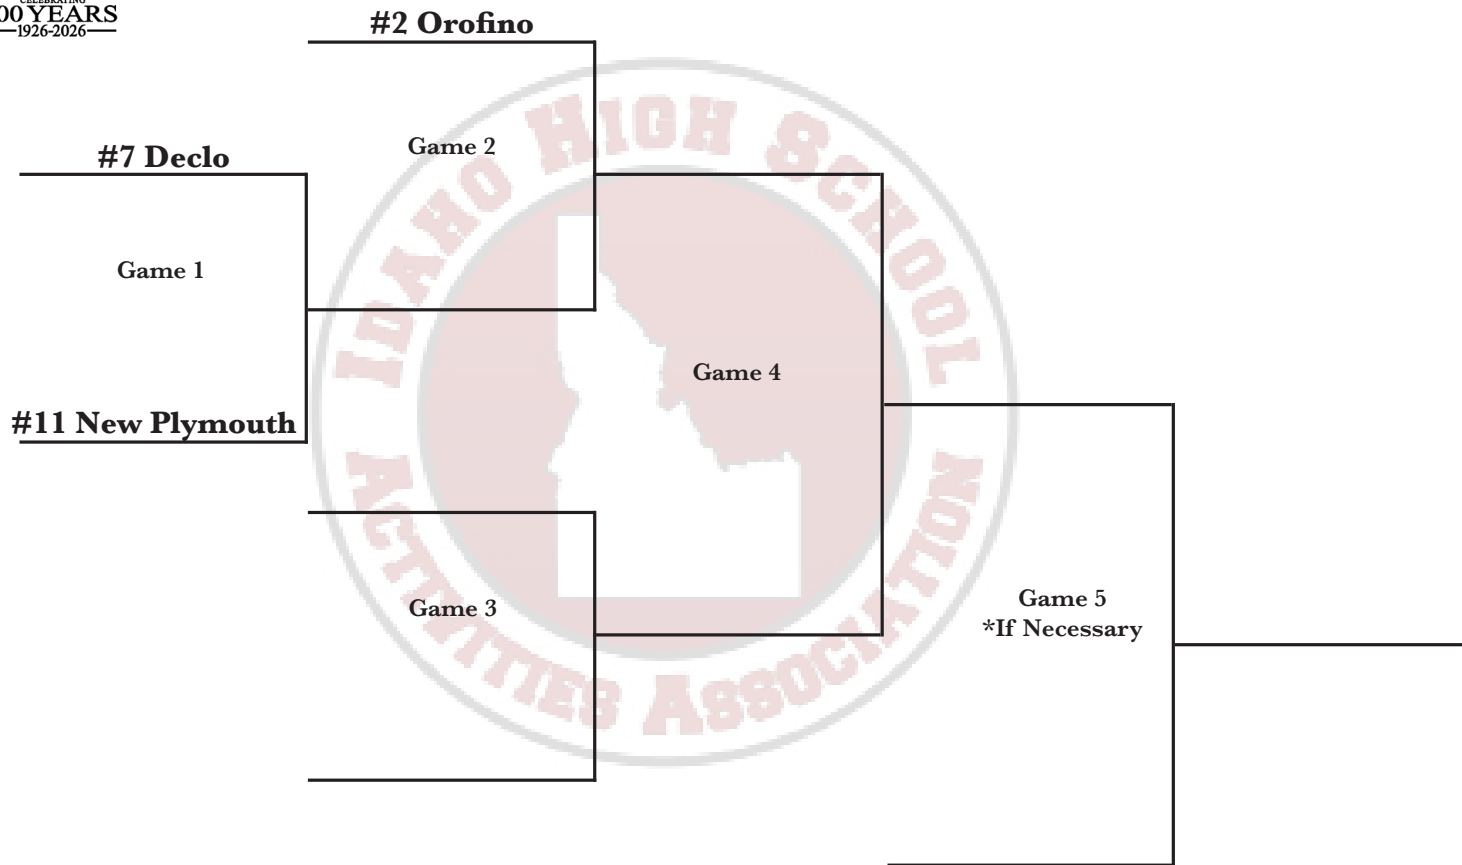 CELEBRATING
00 YEARS
1926-2026
#2 Orofino
Game 2
#7 Declo
Game 1
#11 New Plymouth
Game 4
Game 3
Game 5
*If Necessary
IDAHO HIGH SCHOOL
ACTIVITIES ASSOCIATION